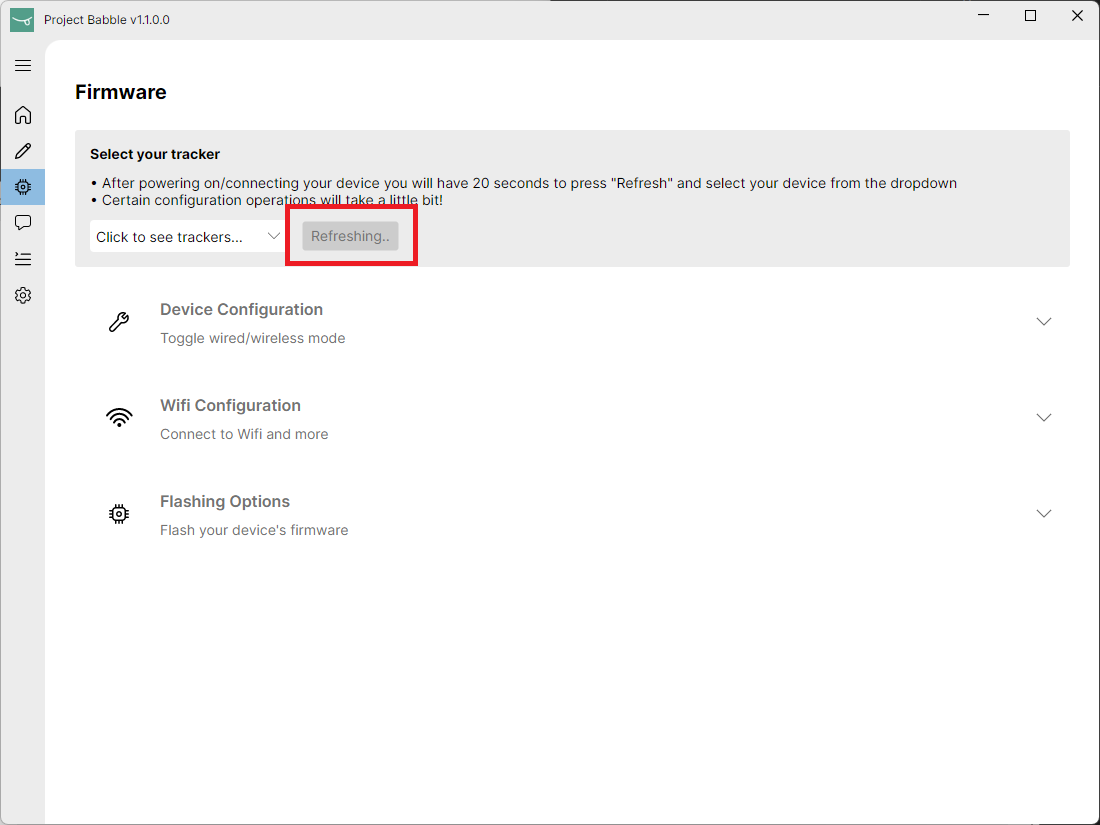 Project Babble v1.1.0.0
Firmware
Select your tracker
• After powering on/connecting your device you will have 20 seconds to press "Refresh" and select your device from the dropdown
• Certain configuration operations will take a little bit!
Click to see trackers... Refreshing..
Device Configuration
Toggle wired/wireless mode
Wifi Configuration
Connect to Wifi and more
Flashing Options
Flash your device's firmware